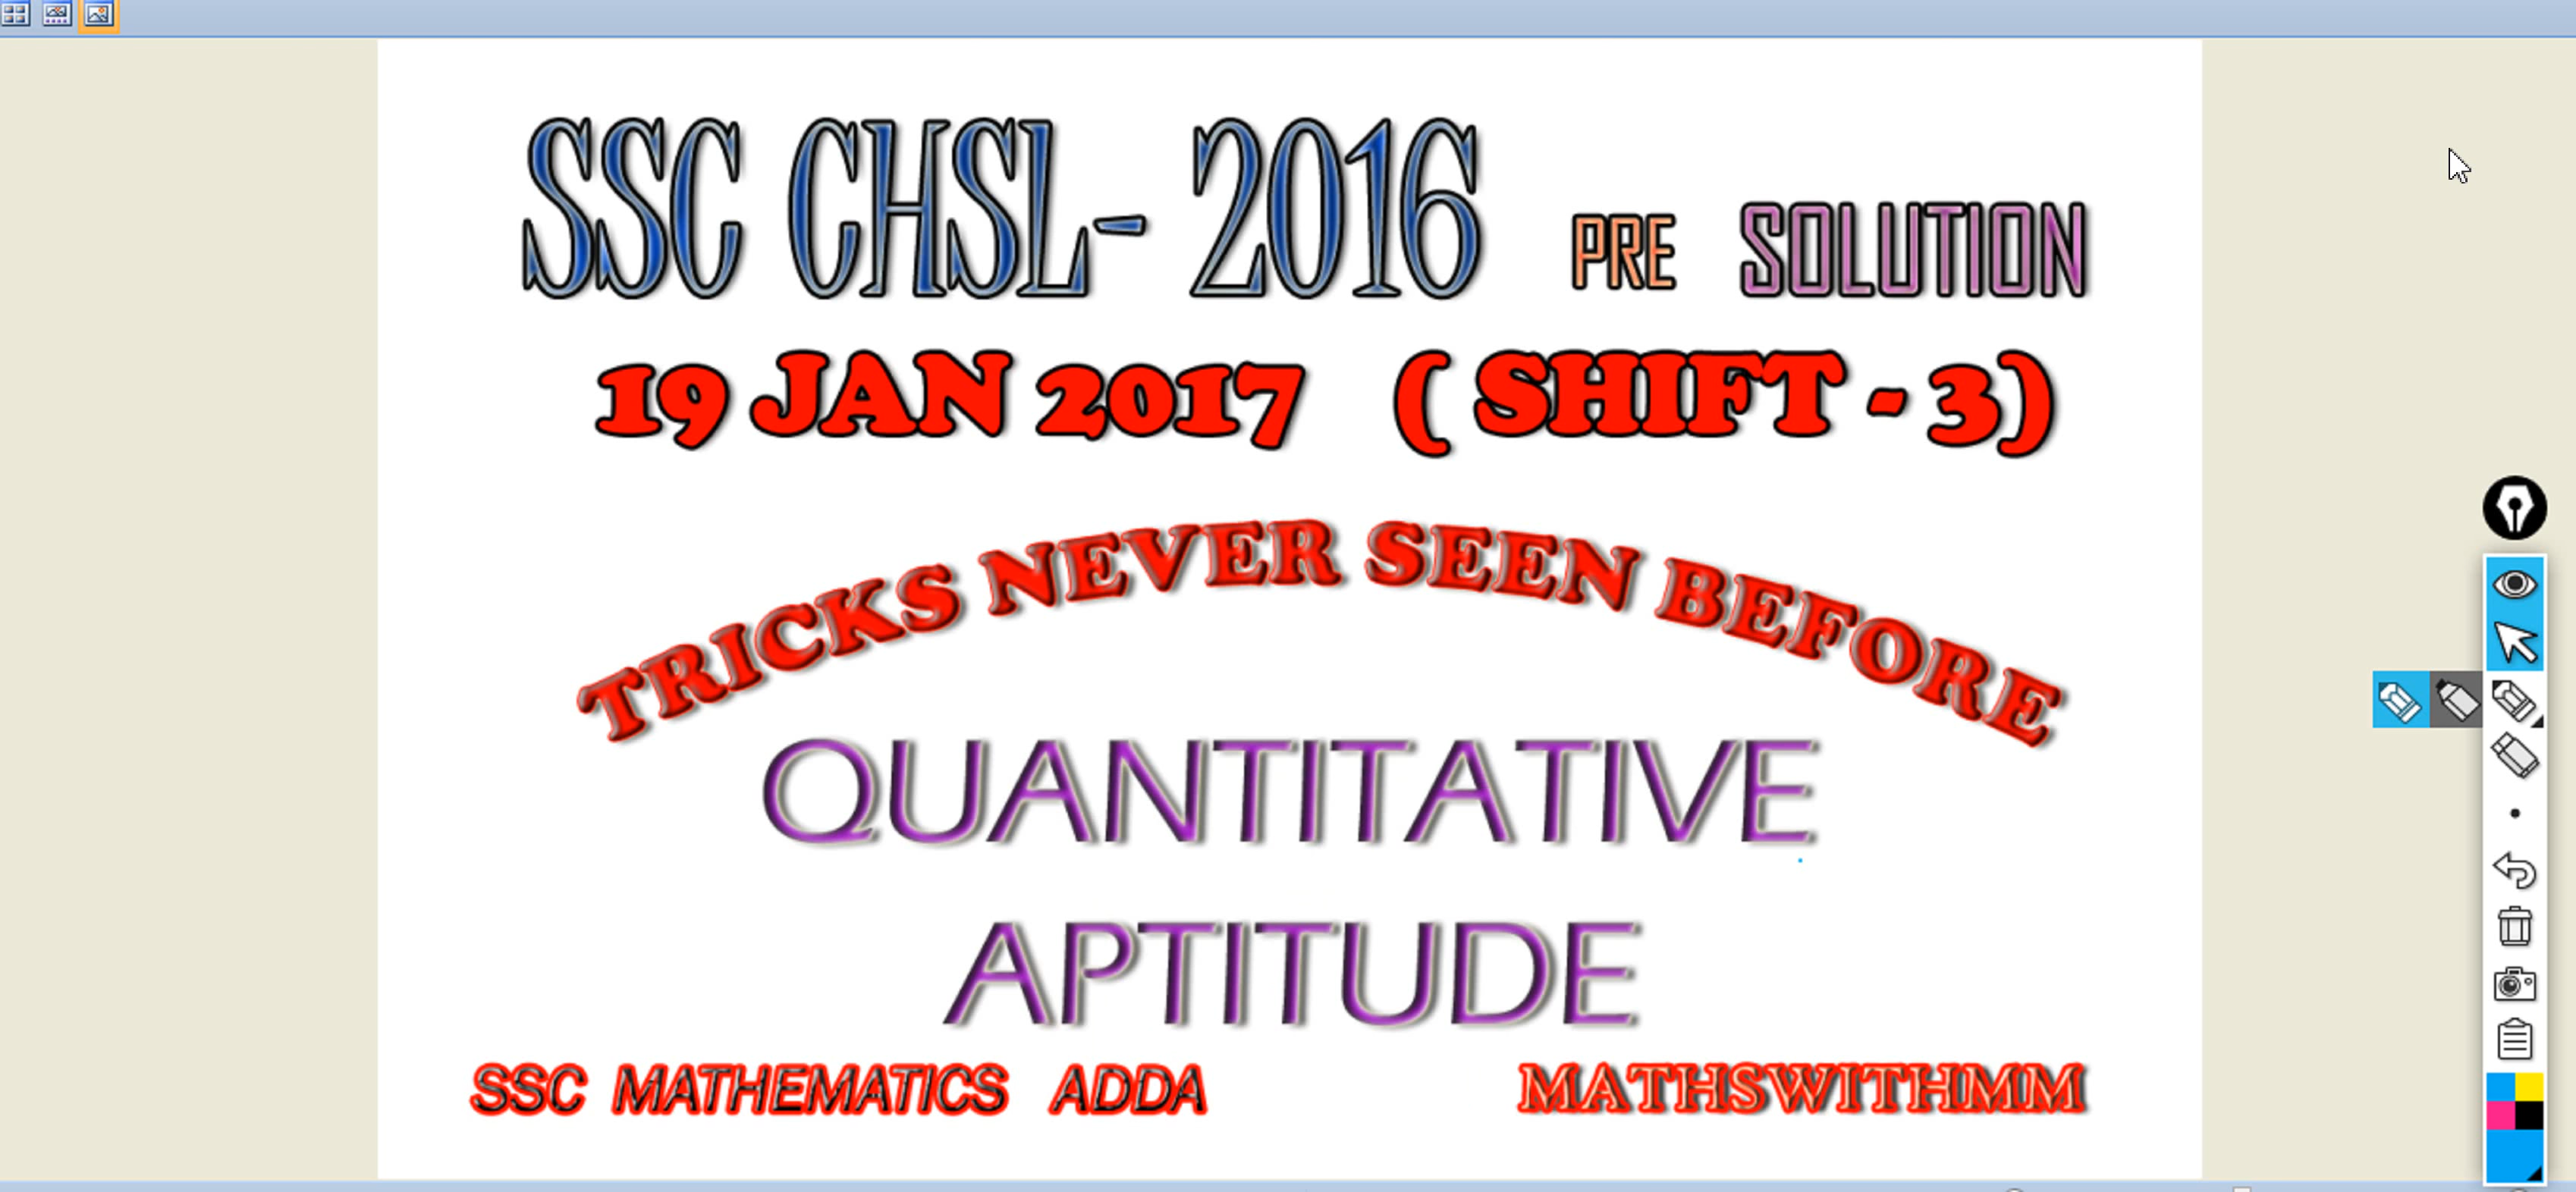 SSC CHSL- 2016 PRE SOLUTION
19 JAN 2017 ( SHIFT - 3)
TRICKS NEVER SEEN BEFORE
QUANTITATIVE
APTITUDE
SSC MATHEMATICS ADDA MATHSWITHMM